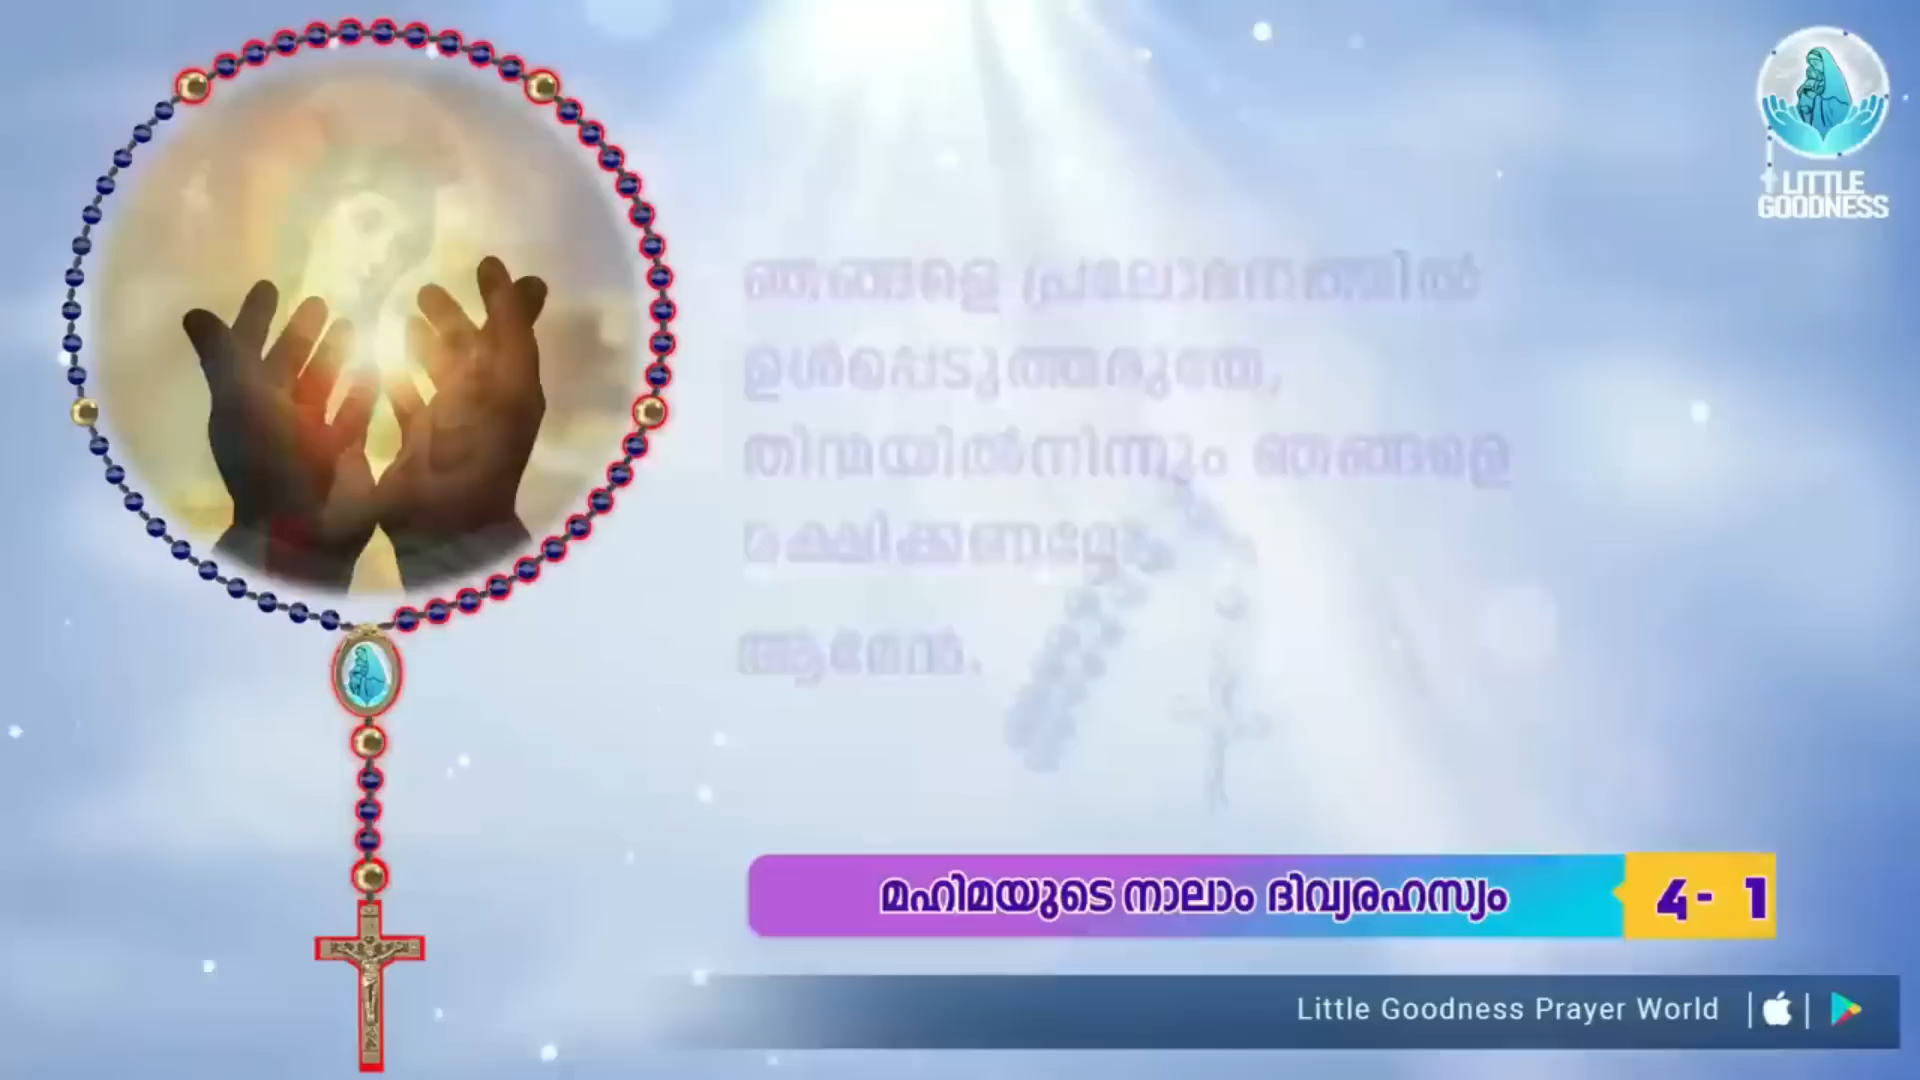 LITTLE
GOODNESS
ഞങ്ങളെ പ്രലോഭനത്തിൽ
ഉൾപ്പെടുത്തരുതേ,
തിന്മയിൽനിന്നും ഞങ്ങളെ
രക്ഷിക്കണമേ
ആമേൻ.
മഹിമയുടെ നാലാം ദിവ്യരഹസ്യം 4- 1
Little Goodness Prayer World